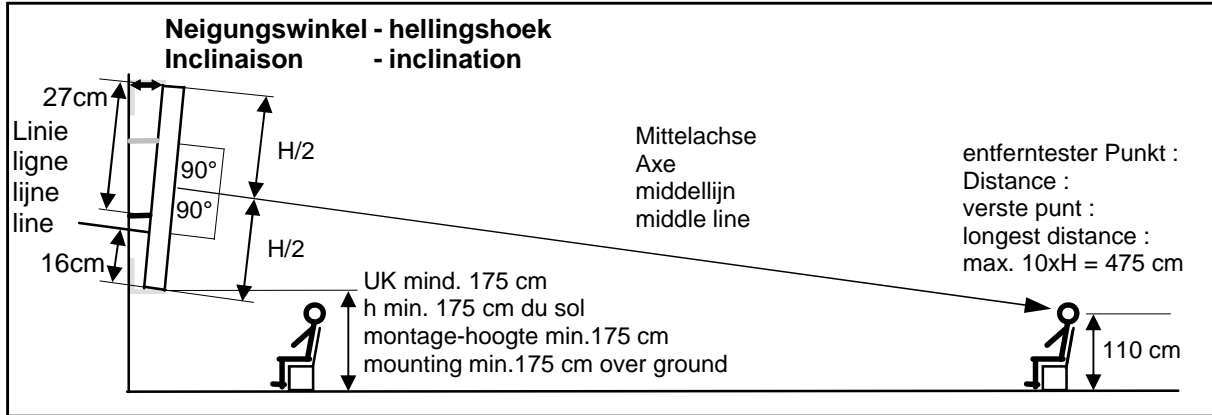 Neigungswinkel - hellingshoek
Inclinaison - inclination
27cm
Linie
ligne
lijne
line
16cm
H/2
90°
90°
H/2
Mittelachse
Axe
middellijn
middle line
entferntester Punkt :
Distance :
verste punt :
longest distance :
max. 10xH = 475 cm
UK mind. 175 cm
h min. 175 cm du sol
montage-hoogte min.175 cm
mounting min.175 cm over ground
110 cm